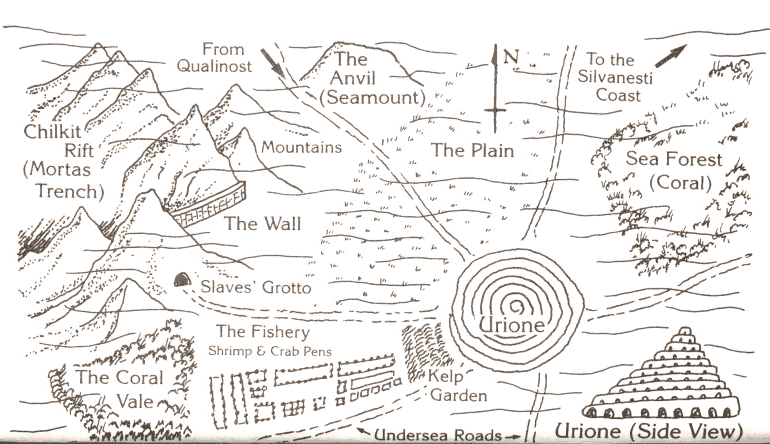 From
Qualinost
The
Anvil
(Seamount)
N
To the
Silvanesti
Coast
Chilkit
Rift
(Mortas
Trench)
Mountains
The Plain
Sea Forest
(Coral)
The Wall
Slaves' Grotto
Urione
The Fishery
Shrimp & Crab Pens
The Coral
Vale
Kelp
Garden
Undersea Roads
Urione (Side View)